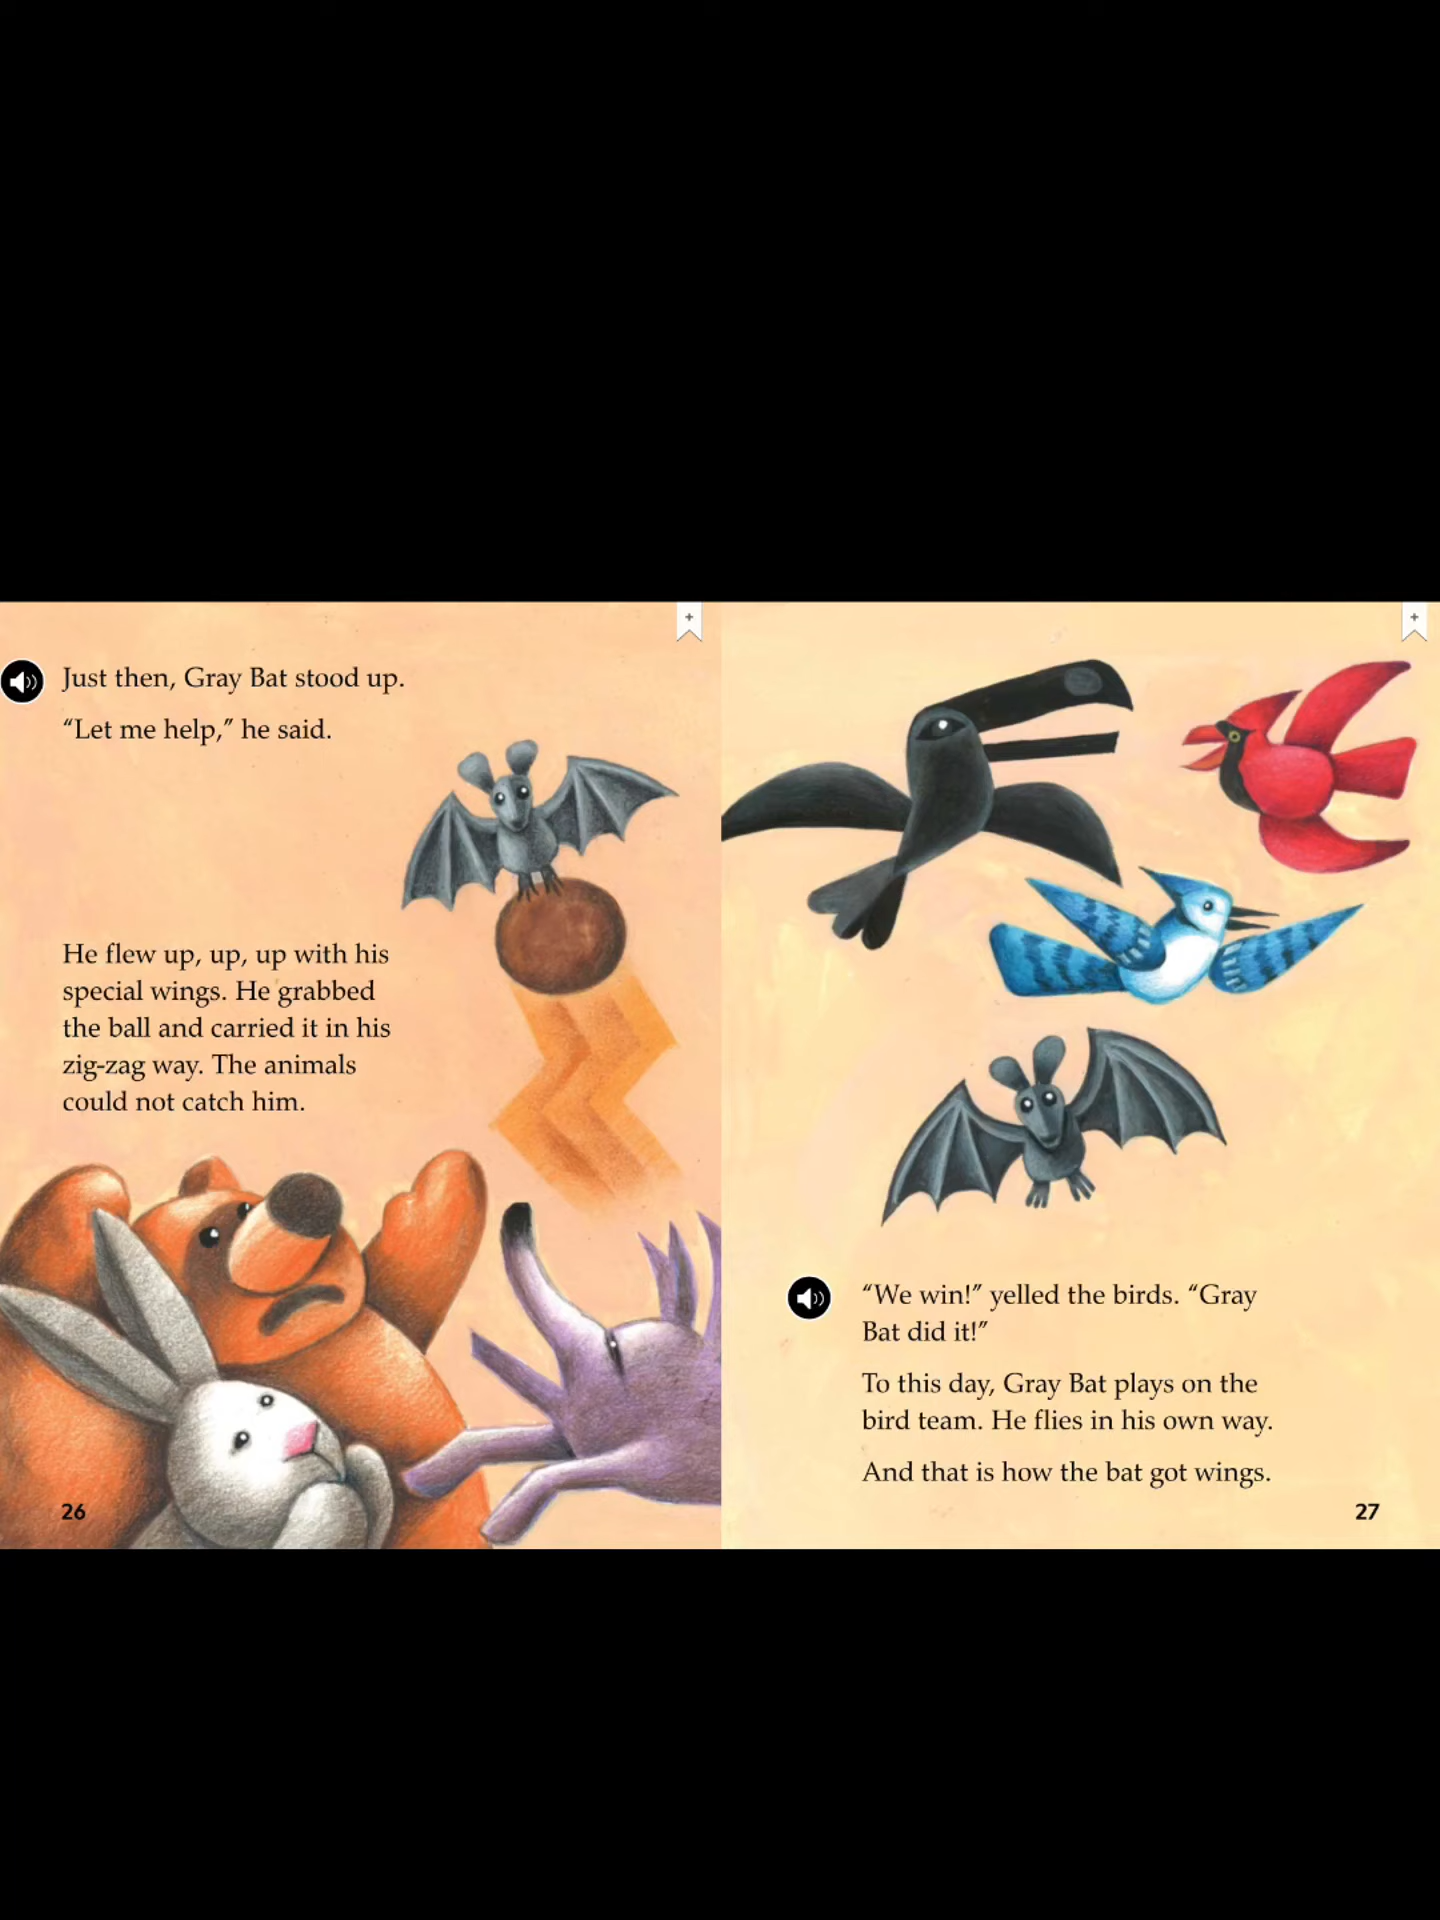 Just then, Gray Bat stood up.
“Let me help,” he said.
He flew up, up, up with his
special wings. He grabbed
the ball and carried it in his
zig-zag way. The animals
could not catch him.
26
“We win!” yelled the birds. “Gray
Bat did it!”
To this day, Gray Bat plays on the
bird team. He flies in his own way.
And that is how the bat got wings.
27